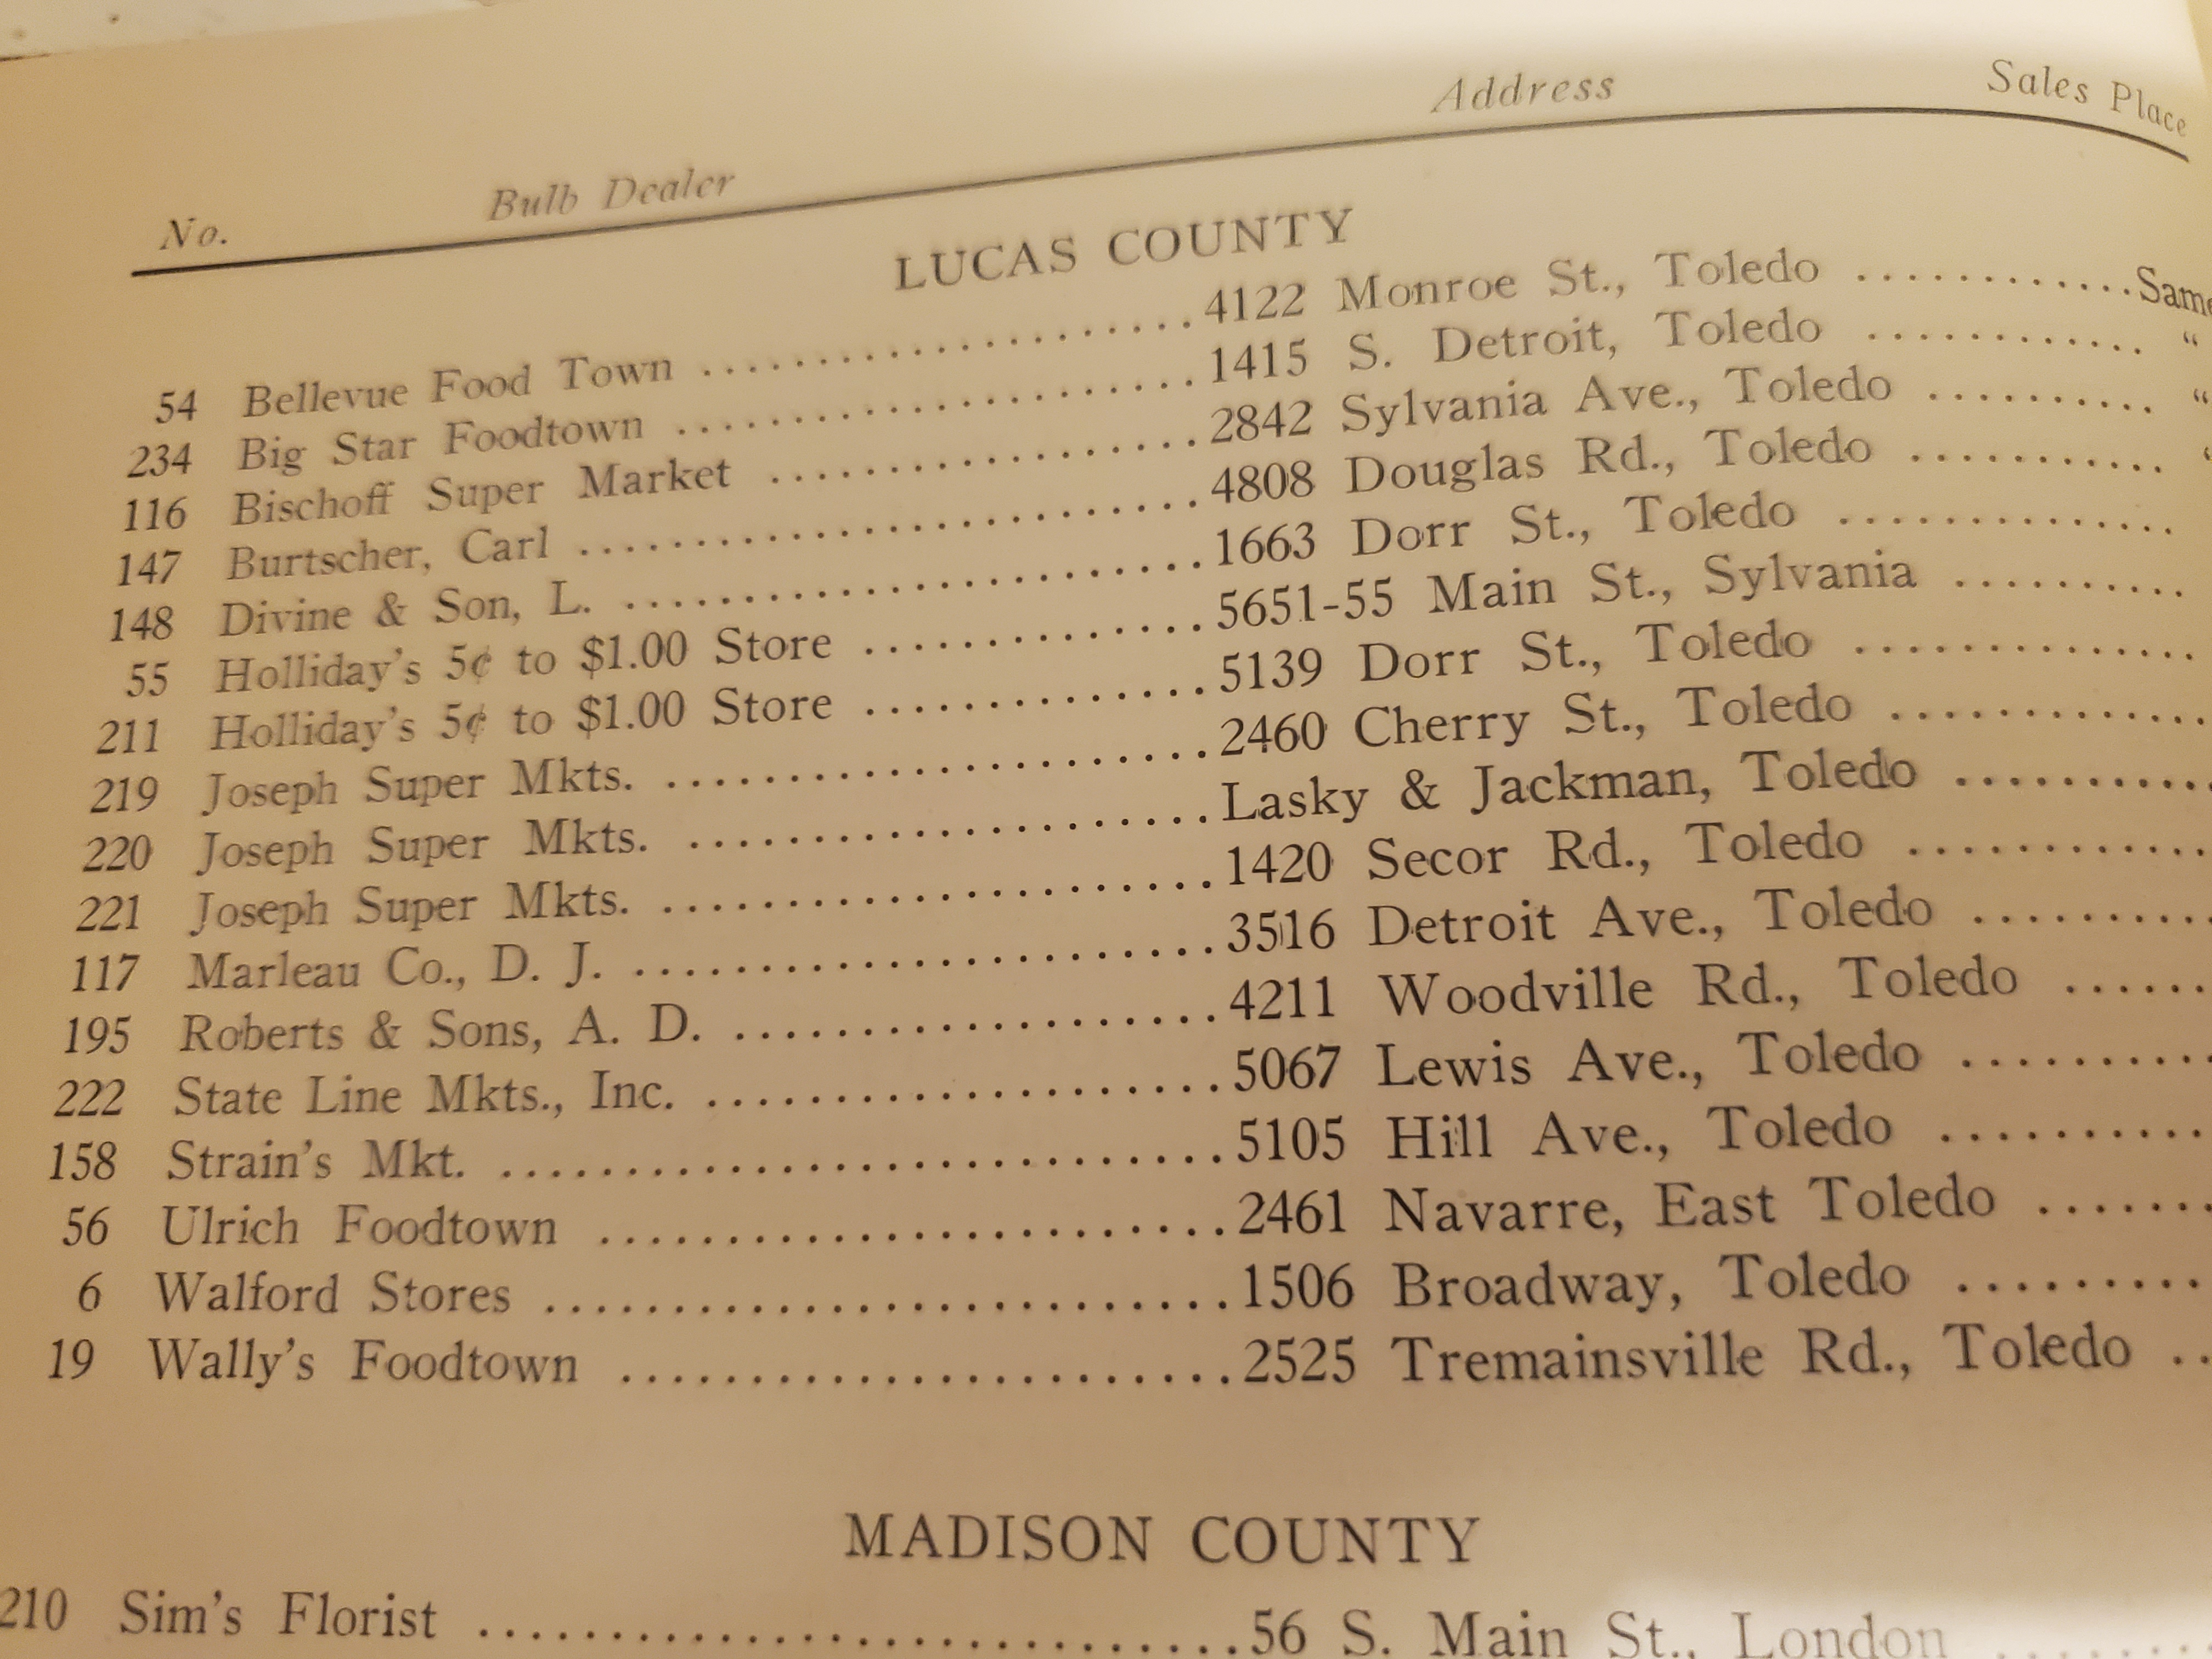 No. Bulb Dealer Address Sales Place
LUCAS COUNTY
54 Bellevue Food Town ........................ 4122 Monroe St., Toledo ............ Same
234 Big Star Foodtown ........................ 1415 S. Detroit, Toledo ............ “
116 Bischoff Super Market .................... 2842 Sylvania Ave., Toledo .......... “
147 Burtscher, Carl .......................... 4808 Douglas Rd., Toledo ........... “
148 Divine & Son, L. ......................... 1663 Dorr St., Toledo ..............
55 Holliday’s 5¢ to $1.00 Store .............. 5651-55 Main St., Sylvania ..........
211 Holliday’s 5¢ to $1.00 Store ............. 5139 Dorr St., Toledo ..............
219 Joseph Super Mkts. ....................... 2460 Cherry St., Toledo .............
220 Joseph Super Mkts. ....................... Lasky & Jackman, Toledo ...........
221 Joseph Super Mkts. ....................... 1420 Secor Rd., Toledo ............
117 Marleau Co., D. J. ....................... 3516 Detroit Ave., Toledo ..........
195 Roberts & Sons, A. D. .................... 4211 Woodville Rd., Toledo ......
222 State Line Mkts., Inc. ................... 5067 Lewis Ave., Toledo ..........
158 Strain’s Mkt. ............................ 5105 Hill Ave., Toledo ...........
56 Ulrich Foodtown ........................... 2461 Navarre, East Toledo .......
6 Walford Stores ............................. 1506 Broadway, Toledo ..........
19 Wally’s Foodtown .......................... 2525 Tremainsville Rd., Toledo ..
MADISON COUNTY
210 Sim’s Florist ............................ 56 S. Main St., London ........